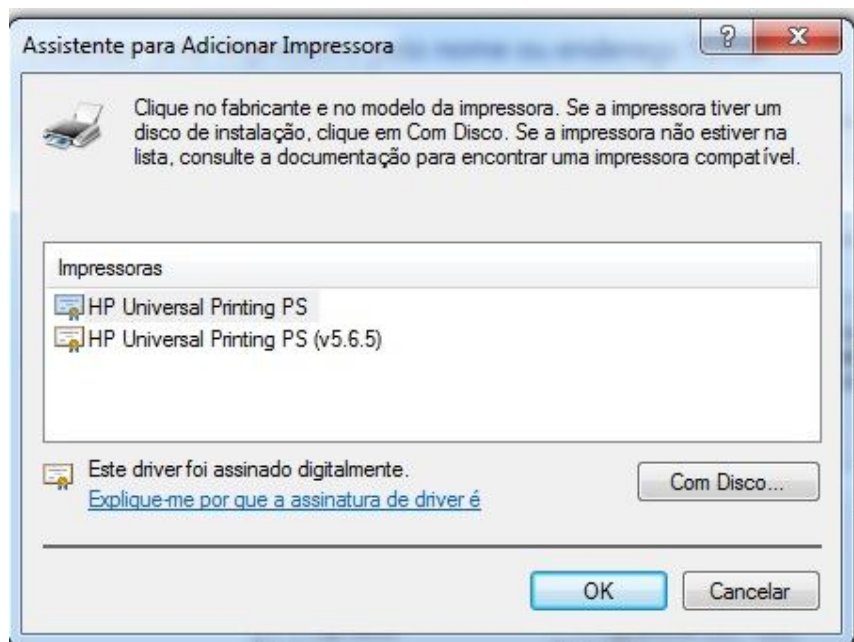 Assistente para Adicionar Impressora
Clique no fabricante e no modelo da impressora. Se a impressora tiver um
disco de instalação, clique em Com Disco. Se a impressora não estiver na
lista, consulte a documentação para encontrar uma impressora compatível.
Impressoras
HP Universal Printing PS
HP Universal Printing PS (v5.6.5)
Este driver foi assinado digitalmente.
Explique-me por que a assinatura de driver é
Com Disco...
OK
Cancelar